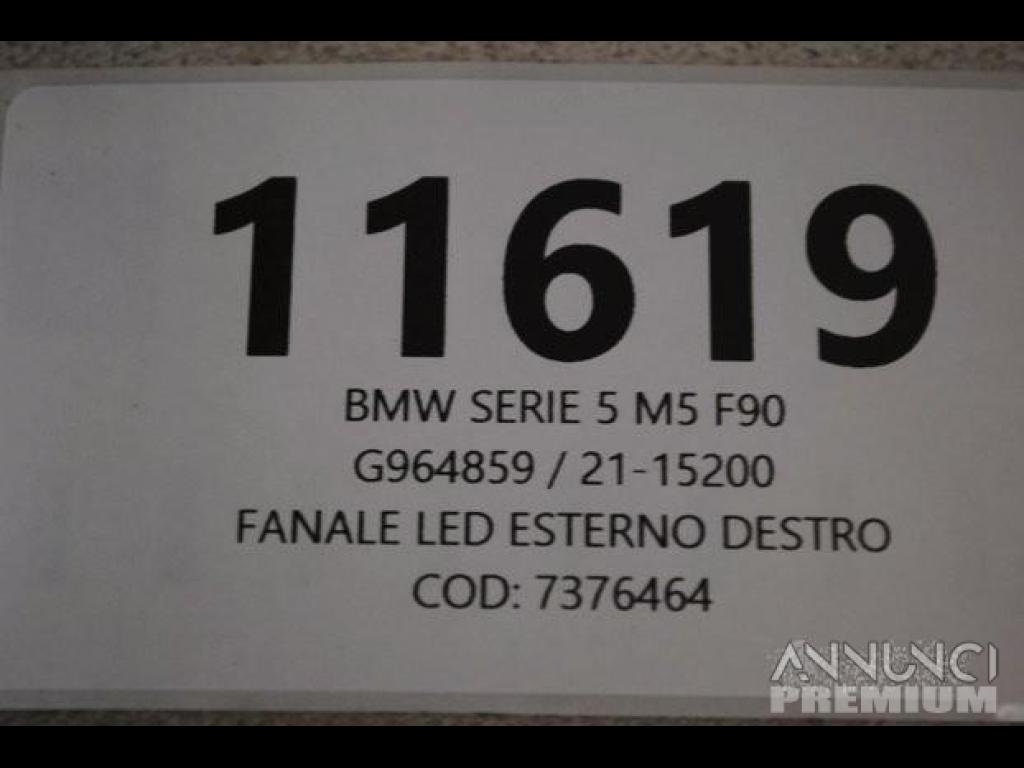 11619
BMW SERIE 5 M5 F90
G964859 / 21-15200
FANALE LED ESTERNO DESTRO
COD: 7376464
ANNUNCI
PREMIUM